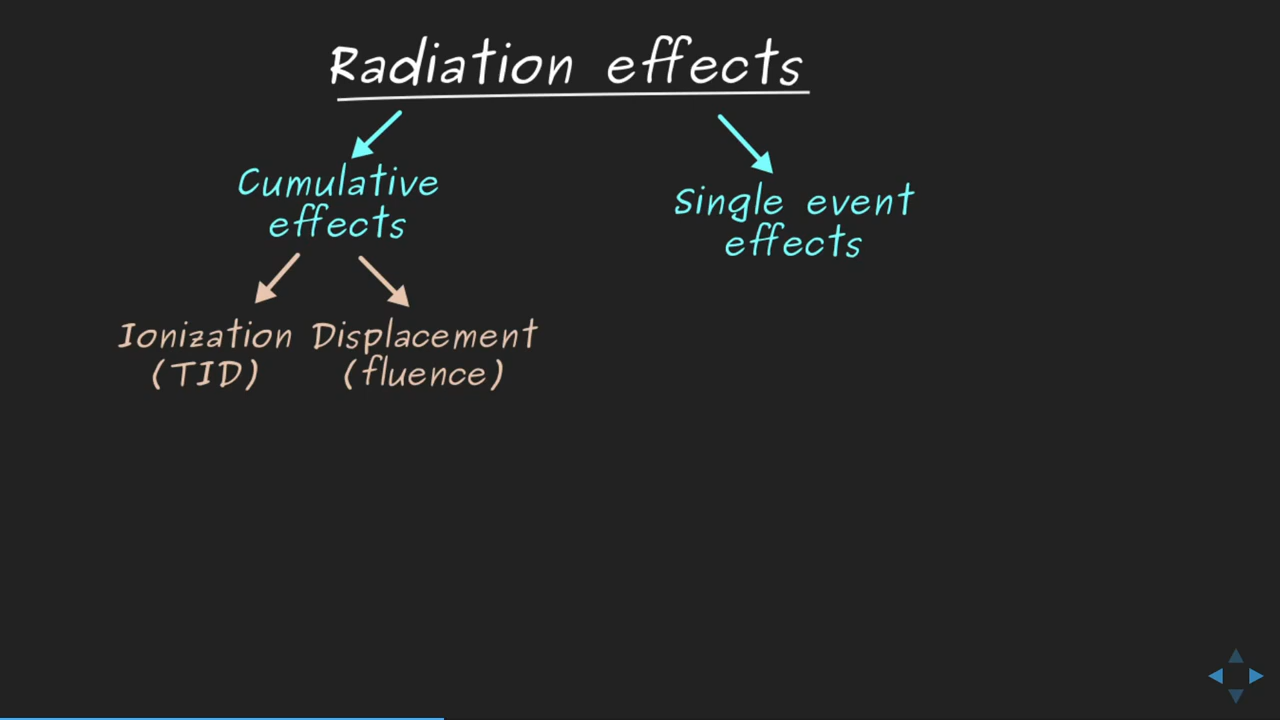 Radiation effects
Cumulative
effects
Single event
effects
Ionization
(TID)
Displacement
(fluence)